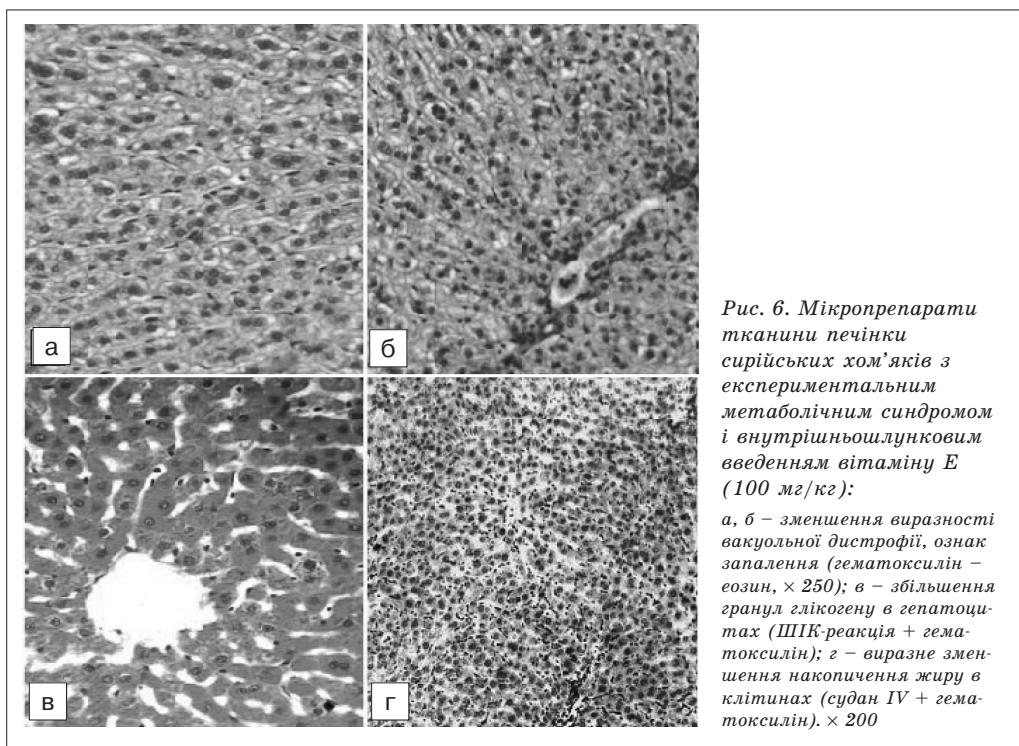 а
б
в
г
Рис. 6. Мікропрепарати
тканини печінки
сирійських хом’яків з
експериментальним
метаболічним синдромом
і внутрішньошлунковим
введенням вітаміну Е
(100 мг/кг):
а, б – зменшення виразності
вакуольної дистрофії, ознак
запалення (гематоксилін –
еозин, × 250); в – збільшення
гранул глікогену в гепатоци-
тах (ШІК-реакція + гема-
токсилін); г – виразне змен-
шення накопичення жиру в
клітинах (судан IV + гема-
токсилін). × 200